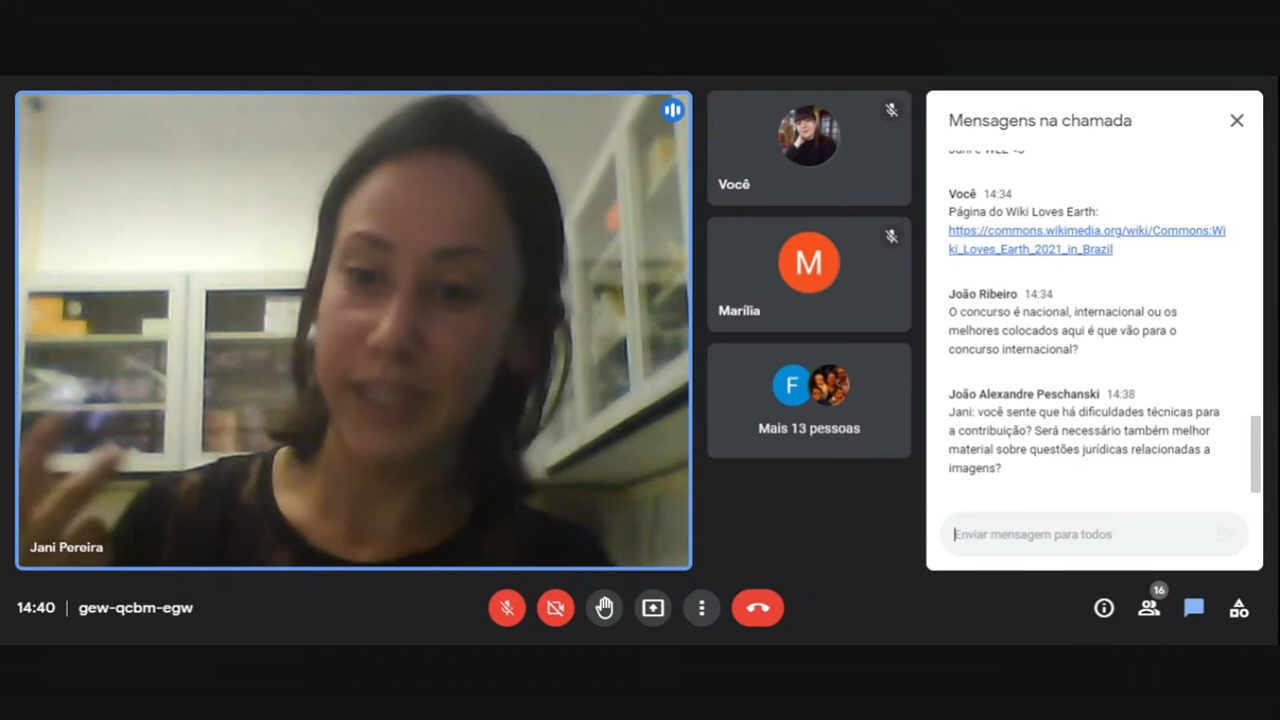 Jani Pereira
Você
M
Marília
F
Mais 13 pessoas
Mensagens na chamada
Você 14:34
Página do Wiki Loves Earth:
https://commons.wikimedia.org/wiki/Commons:Wi
ki_Loves_Earth_2021_in_Brazil
João Ribeiro 14:34
O concurso é nacional, internacional ou os
melhores colocados aqui é que vão para o
concurso internacional?
João Alexandre Peschanski 14:38
Jani: você sente que há dificuldades técnicas para
a contribuição? Será necessário também melhor
material sobre questões jurídicas relacionadas a
imagens?
Enviar mensagem para todos
14:40 | gew-qcbm-egw
16